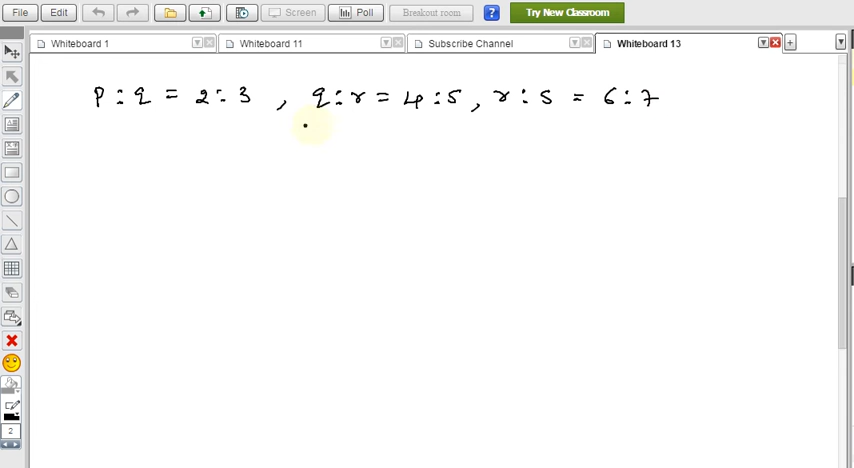 File Edit Screen Poll Breakout room ? Try New Classroom
Whiteboard 1 Whiteboard 11 Subscribe Channel Whiteboard 13
p : q = 2 : 3 , q : r = 4 : 5 , r : s = 6 : 7
2